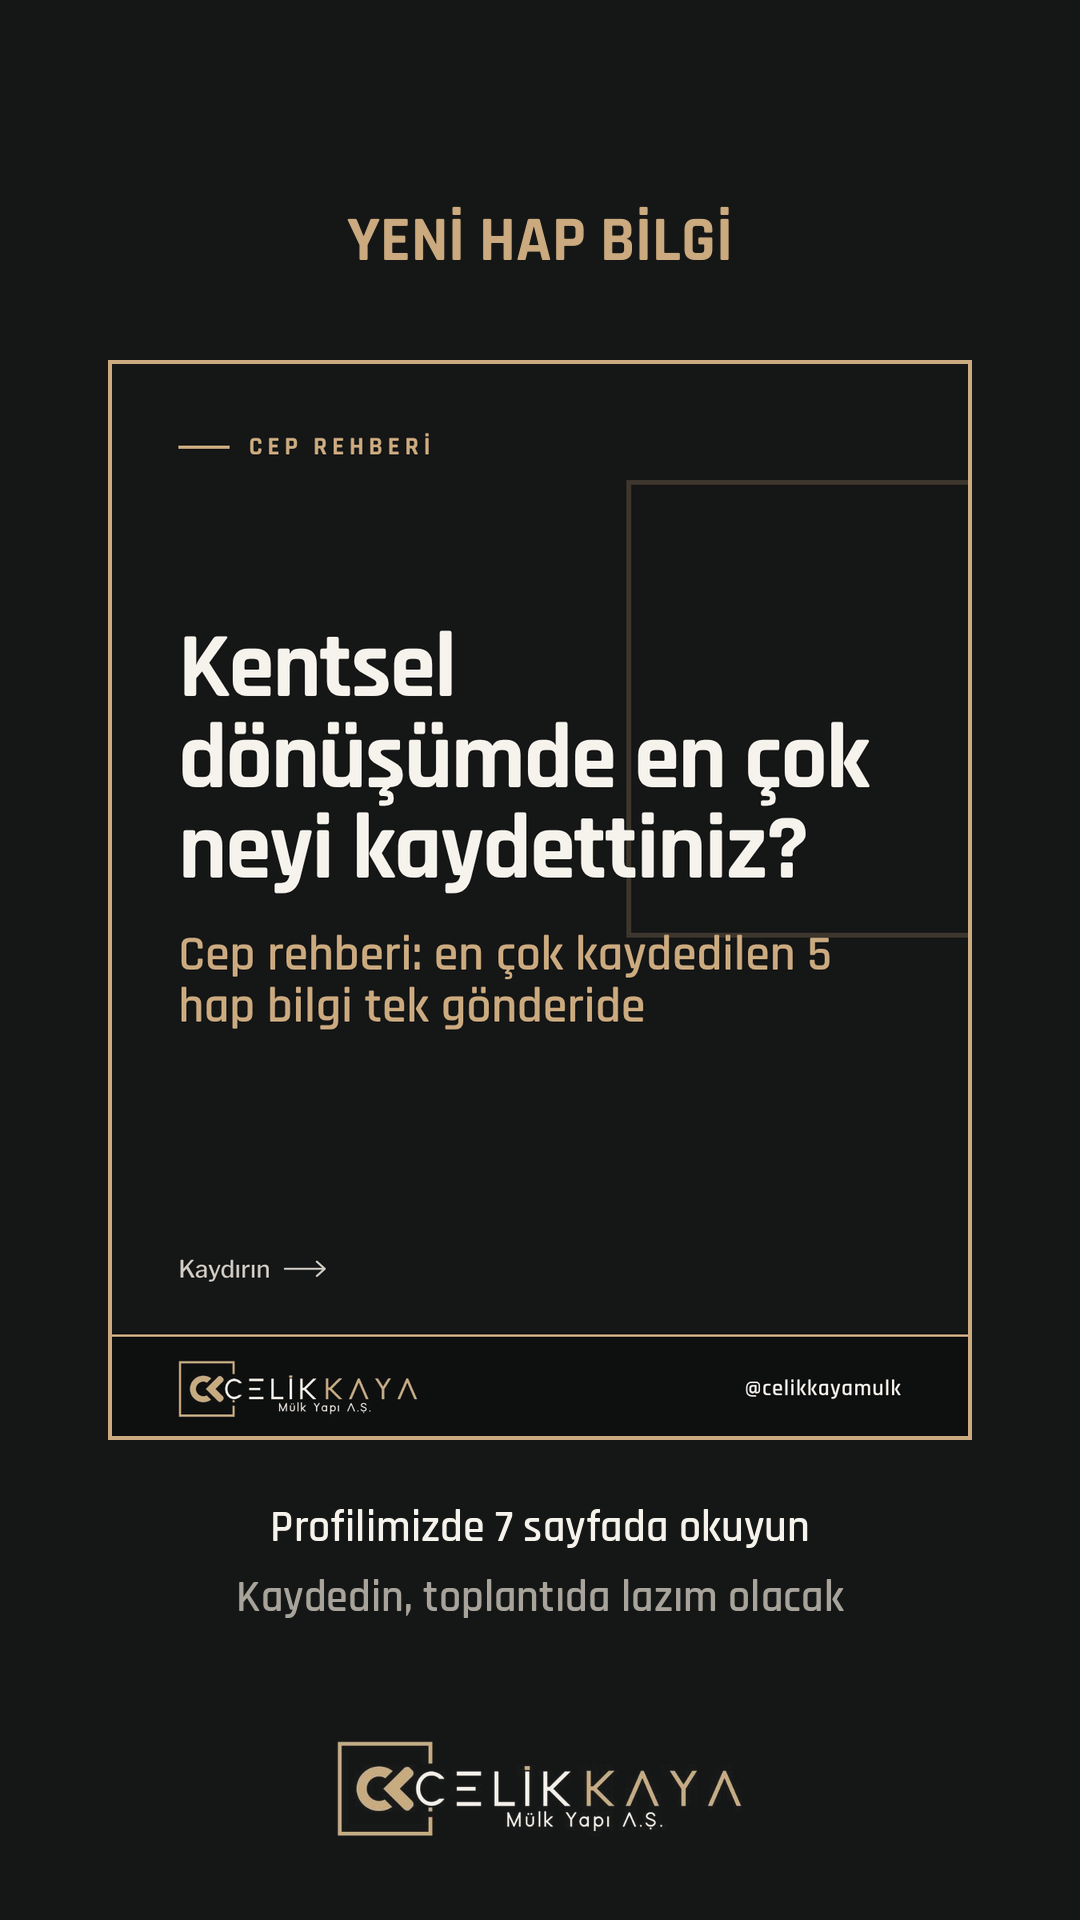 YENİ HAP BİLGİ
CEP REHBERİ
Kentsel
dönüşümde en çok
neyi kaydettiniz?
Cep rehberi: en çok kaydedilen 5
hap bilgi tek gönderide
Kaydırın
ÇELİKKAYA
Mülk Yapı A.Ş.
@celikkayamulk
Profilimizde 7 sayfada okuyun
Kaydedin, toplantıda lazım olacak
ÇELİKKAYA
Mülk Yapı A.Ş.